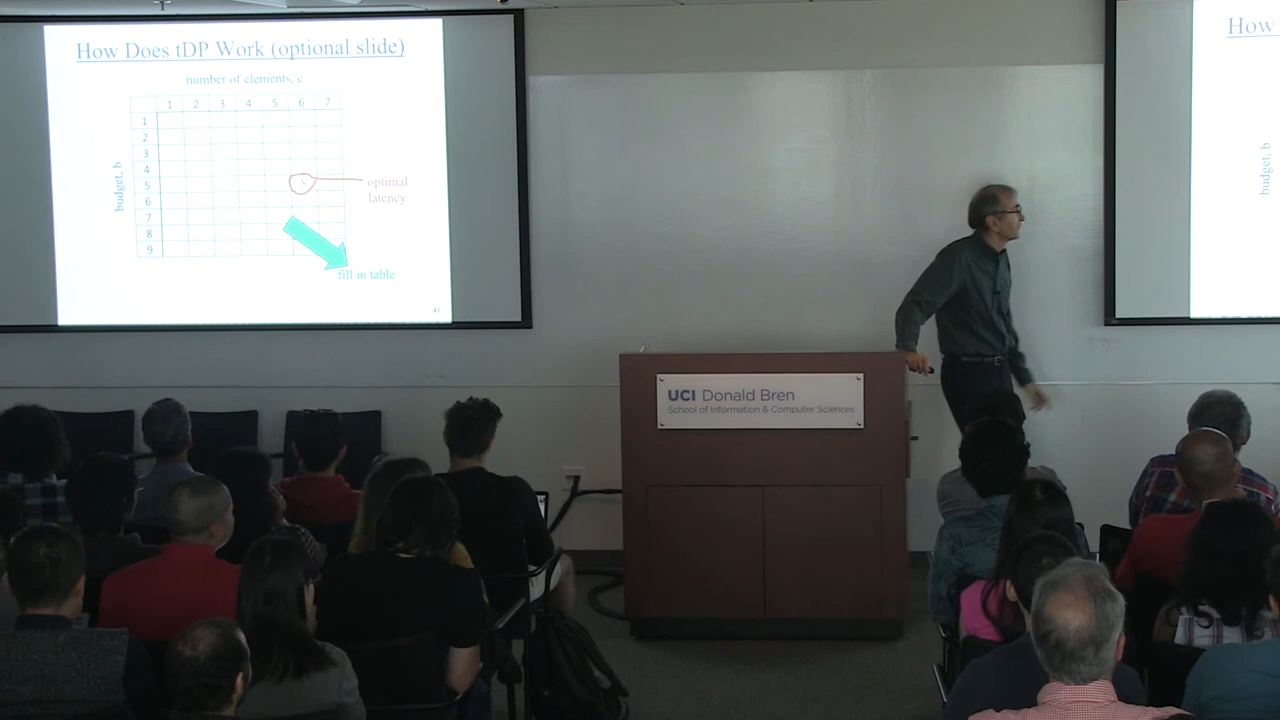 How Does tDP Work (optional slide)
number of elements, c
1 2 3 4 5 6 7
1
2
3
4
5
6
7
8
9
budget, b
optimal
latency
fill in table
41
UCI Donald Bren
School of Information & Computer Sciences
How
budget, b